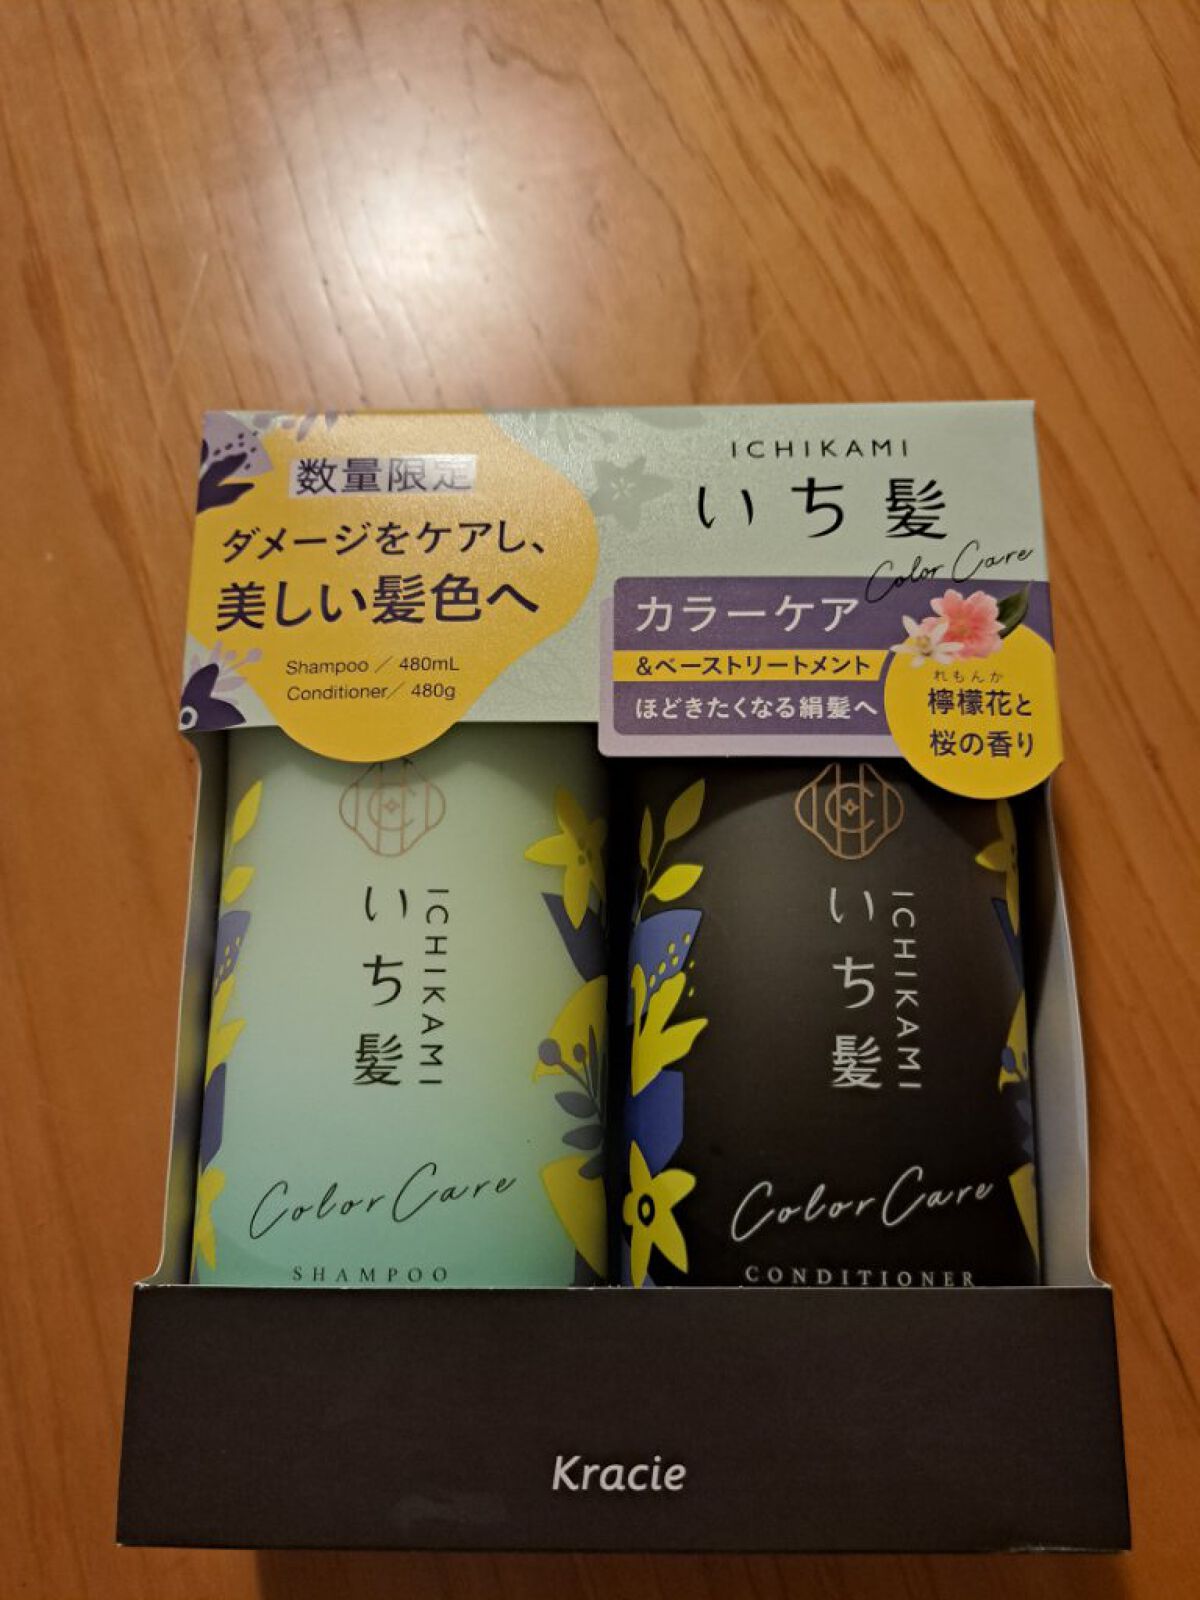 数量限定
ダメージをケアし、
美しい髪色へ
Shampoo／480mL
Conditioner／480g
ICHIKAMI
いち髪
Color Care
カラーケア
&ベーストリートメント
ほどきたくなる絹髪へ
れもんか
檸檬花と
桜の香り
いち髪
ICHIKAMI
Color Care
SHAMPOO
いち髪
ICHIKAMI
Color Care
CONDITIONER
Kracie